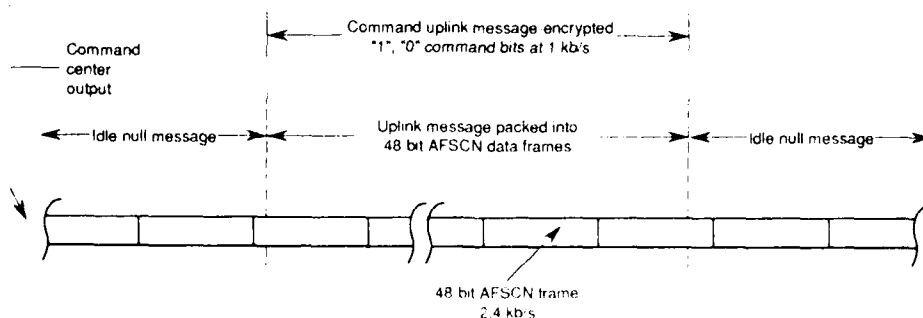 Command uplink message encrypted
"1", "0" command bits at 1 kb/s
Command
center
output
Idle null message
Uplink message packed into
48 bit AFSCN data frames
Idle null message
48 bit AFSCN frame
2.4 kb/s